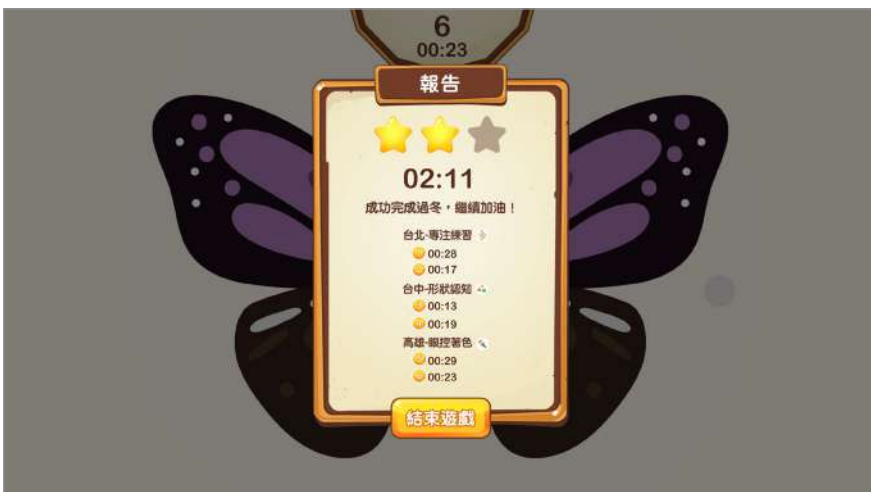 6
00:23
報告
02:11
成功完成過冬，繼續加油！
台北-專注練習
00:28
00:17
台中-形狀認知
00:13
00:19
高雄-眼控著色
00:29
00:23
結束遊戲